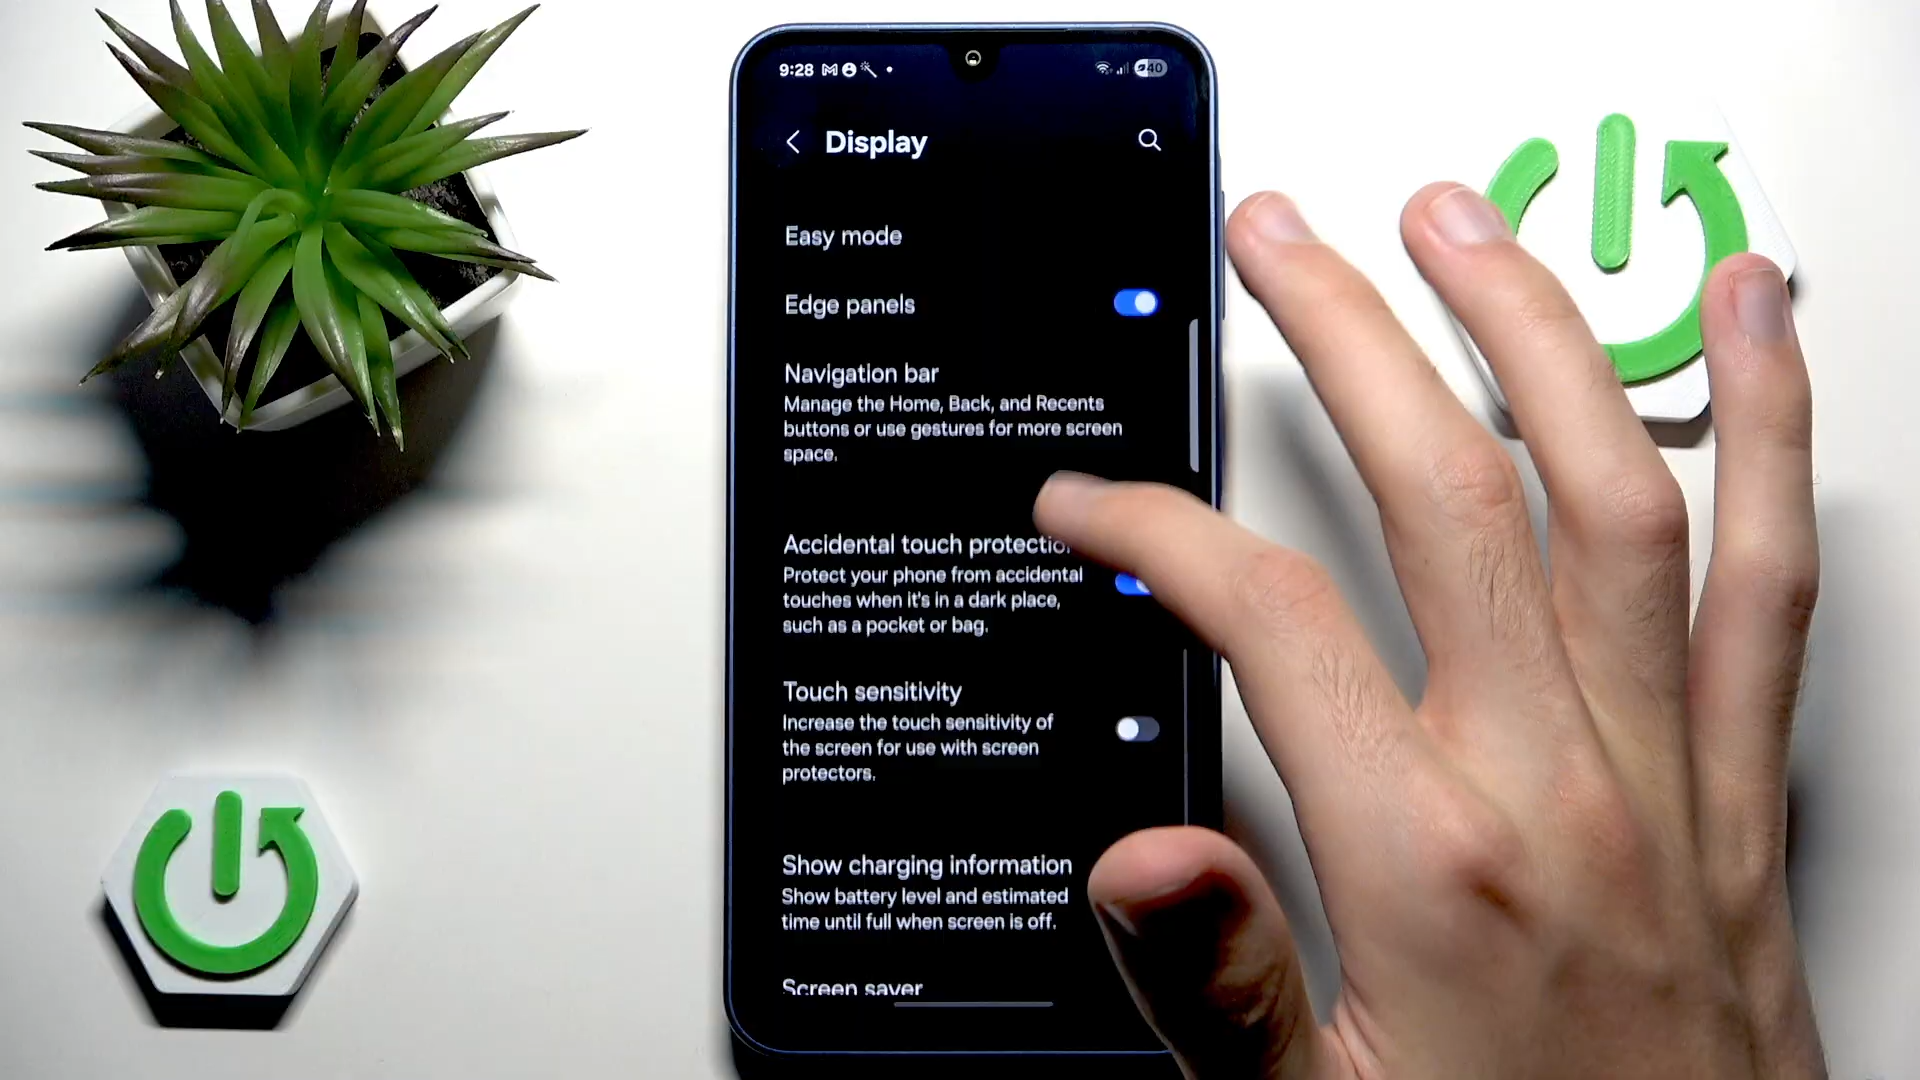 9:28
40
Display
Easy mode
Edge panels
Navigation bar
Manage the Home, Back, and Recents
buttons or use gestures for more screen
space.
Accidental touch protection
Protect your phone from accidental
touches when it's in a dark place,
such as a pocket or bag.
Touch sensitivity
Increase the touch sensitivity of
the screen for use with screen
protectors.
Show charging information
Show battery level and estimated
time until full when screen is off.
Screen saver